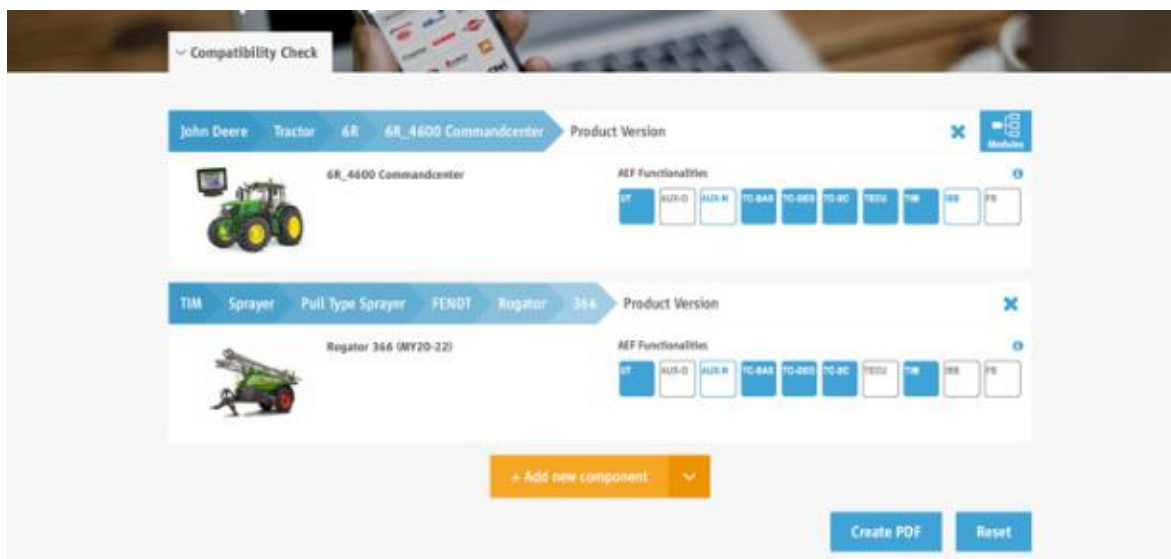 Compatibility Check
John Deere Tractor 6R 6R_4600 Commandcenter Product Version
Modules
6R_4600 Commandcenter
AEF Functionalities
UT AUX-O AUX-N TC-BAS TC-GEO TC-SC TECU TIM ISB FS
TIM Sprayer Pull Type Sprayer FENDT Rogator 366 Product Version
Rogator 366 (MY20-22)
AEF Functionalities
UT AUX-O AUX-N TC-BAS TC-GEO TC-SC TECU TIM ISB FS
+ Add new component
Create PDF Reset